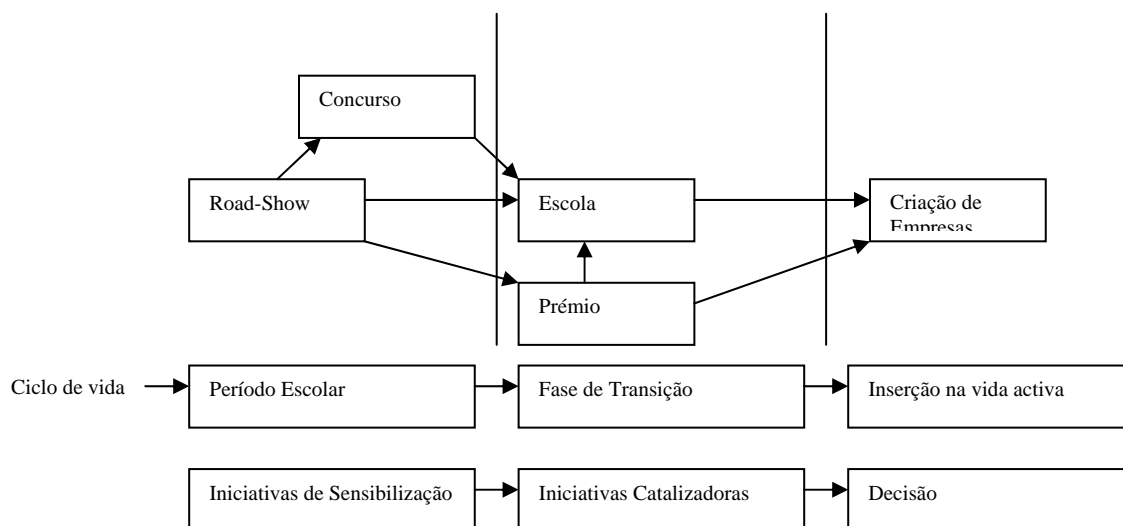 Concurso
Road-Show
Escola
Criação de
Empresas
Prémio
Ciclo de vida
Período Escolar
Fase de Transição
Inserção na vida activa
Iniciativas de Sensibilização
Iniciativas Catalizadoras
Decisão